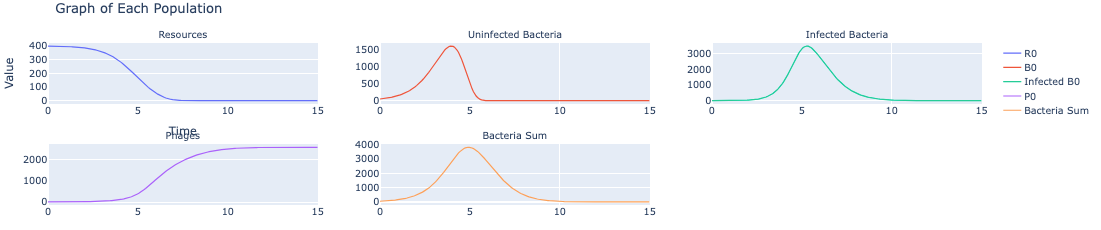 Graph of Each Population
Resources
Uninfected Bacteria
Infected Bacteria
Value
400
300
200
100
0
0 5 10 15
1500
1000
500
0
0 5 10 15
3000
2000
1000
0
0 5 10 15
R0
B0
Infected B0
P0
Bacteria Sum
Time
Phages
Bacteria Sum
2000
1000
0
0 5 10 15
4000
3000
2000
1000
0
0 5 10 15